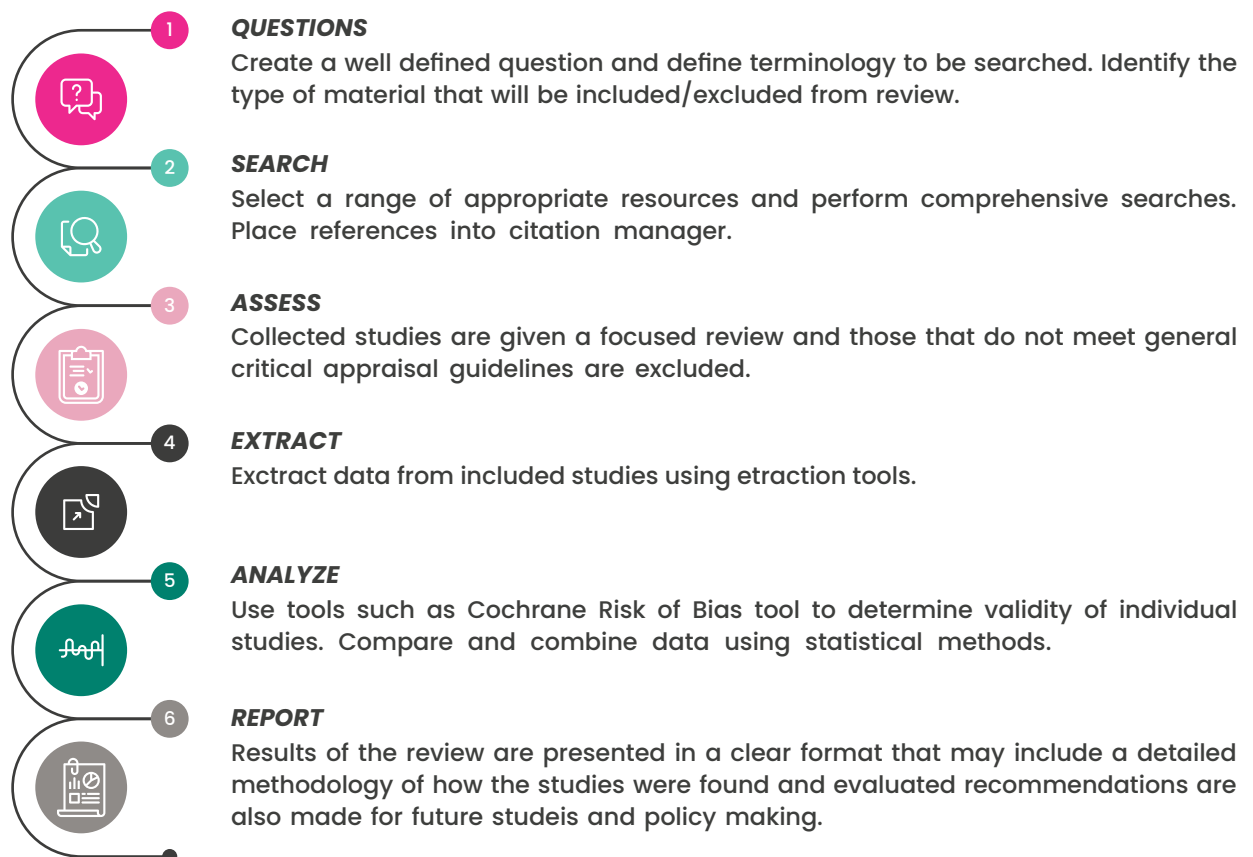 1
QUESTIONS
Create a well defined question and define terminology to be searched. Identify the
type of material that will be included/excluded from review.
2
SEARCH
Select a range of appropriate resources and perform comprehensive searches.
Place references into citation manager.
3
ASSESS
Collected studies are given a focused review and those that do not meet general
critical appraisal guidelines are excluded.
4
EXTRACT
Exctract data from included studies using etraction tools.
5
ANALYZE
Use tools such as Cochrane Risk of Bias tool to determine validity of individual
studies. Compare and combine data using statistical methods.
6
REPORT
Results of the review are presented in a clear format that may include a detailed
methodology of how the studies were found and evaluated recommendations are
also made for future studeis and policy making.